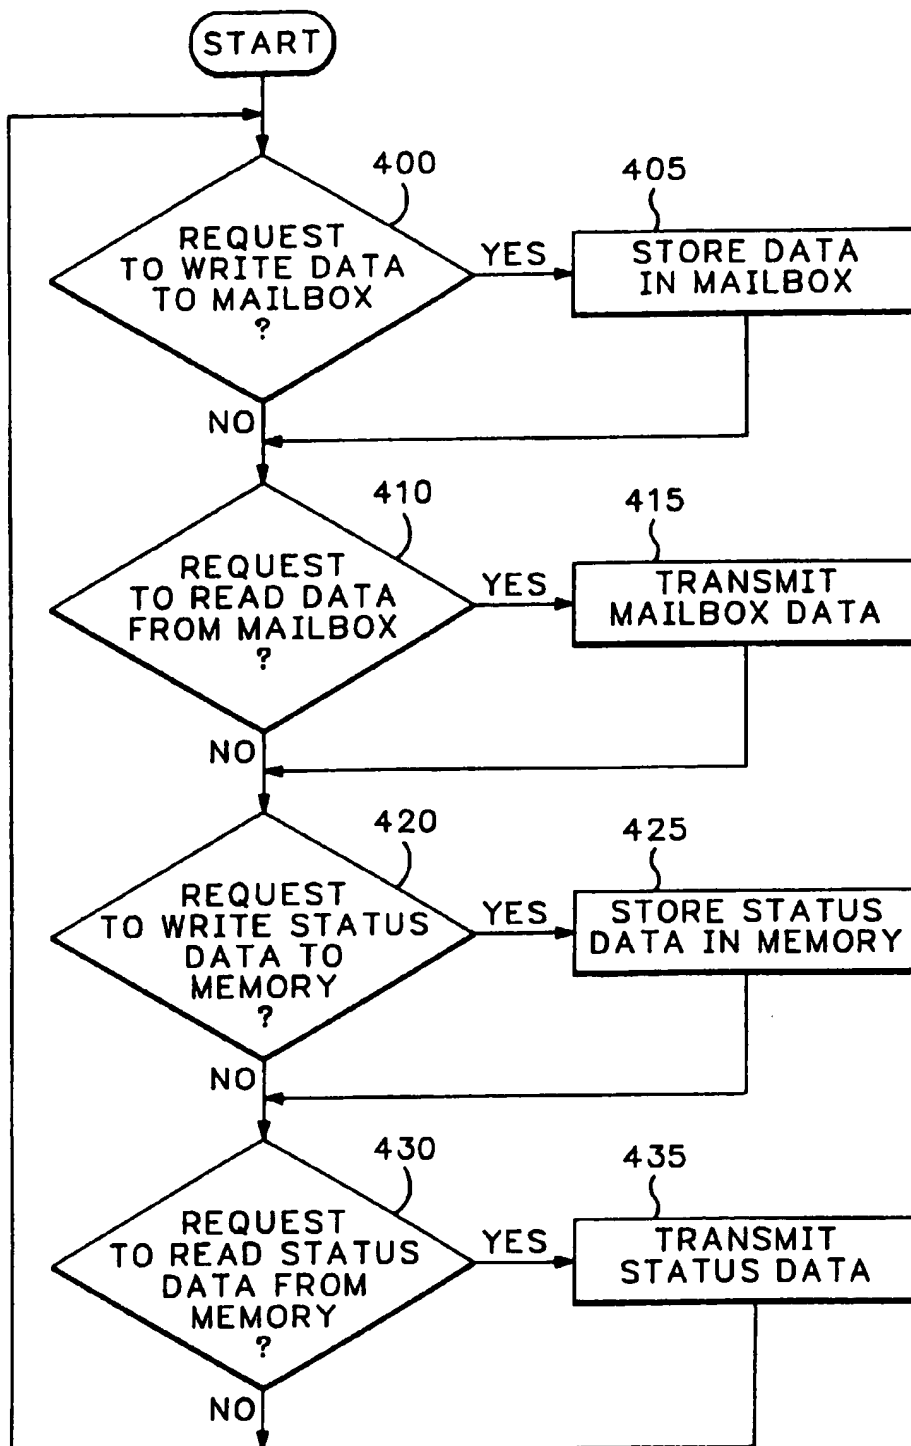 START
400
REQUEST
TO WRITE DATA
TO MAILBOX
?
YES
405
STORE DATA
IN MAILBOX
NO
410
REQUEST
TO READ DATA
FROM MAILBOX
?
YES
415
TRANSMIT
MAILBOX DATA
NO
420
REQUEST
TO WRITE STATUS
DATA TO
MEMORY
?
YES
425
STORE STATUS
DATA IN MEMORY
NO
430
REQUEST
TO READ STATUS
DATA FROM
MEMORY
?
YES
435
TRANSMIT
STATUS DATA
NO